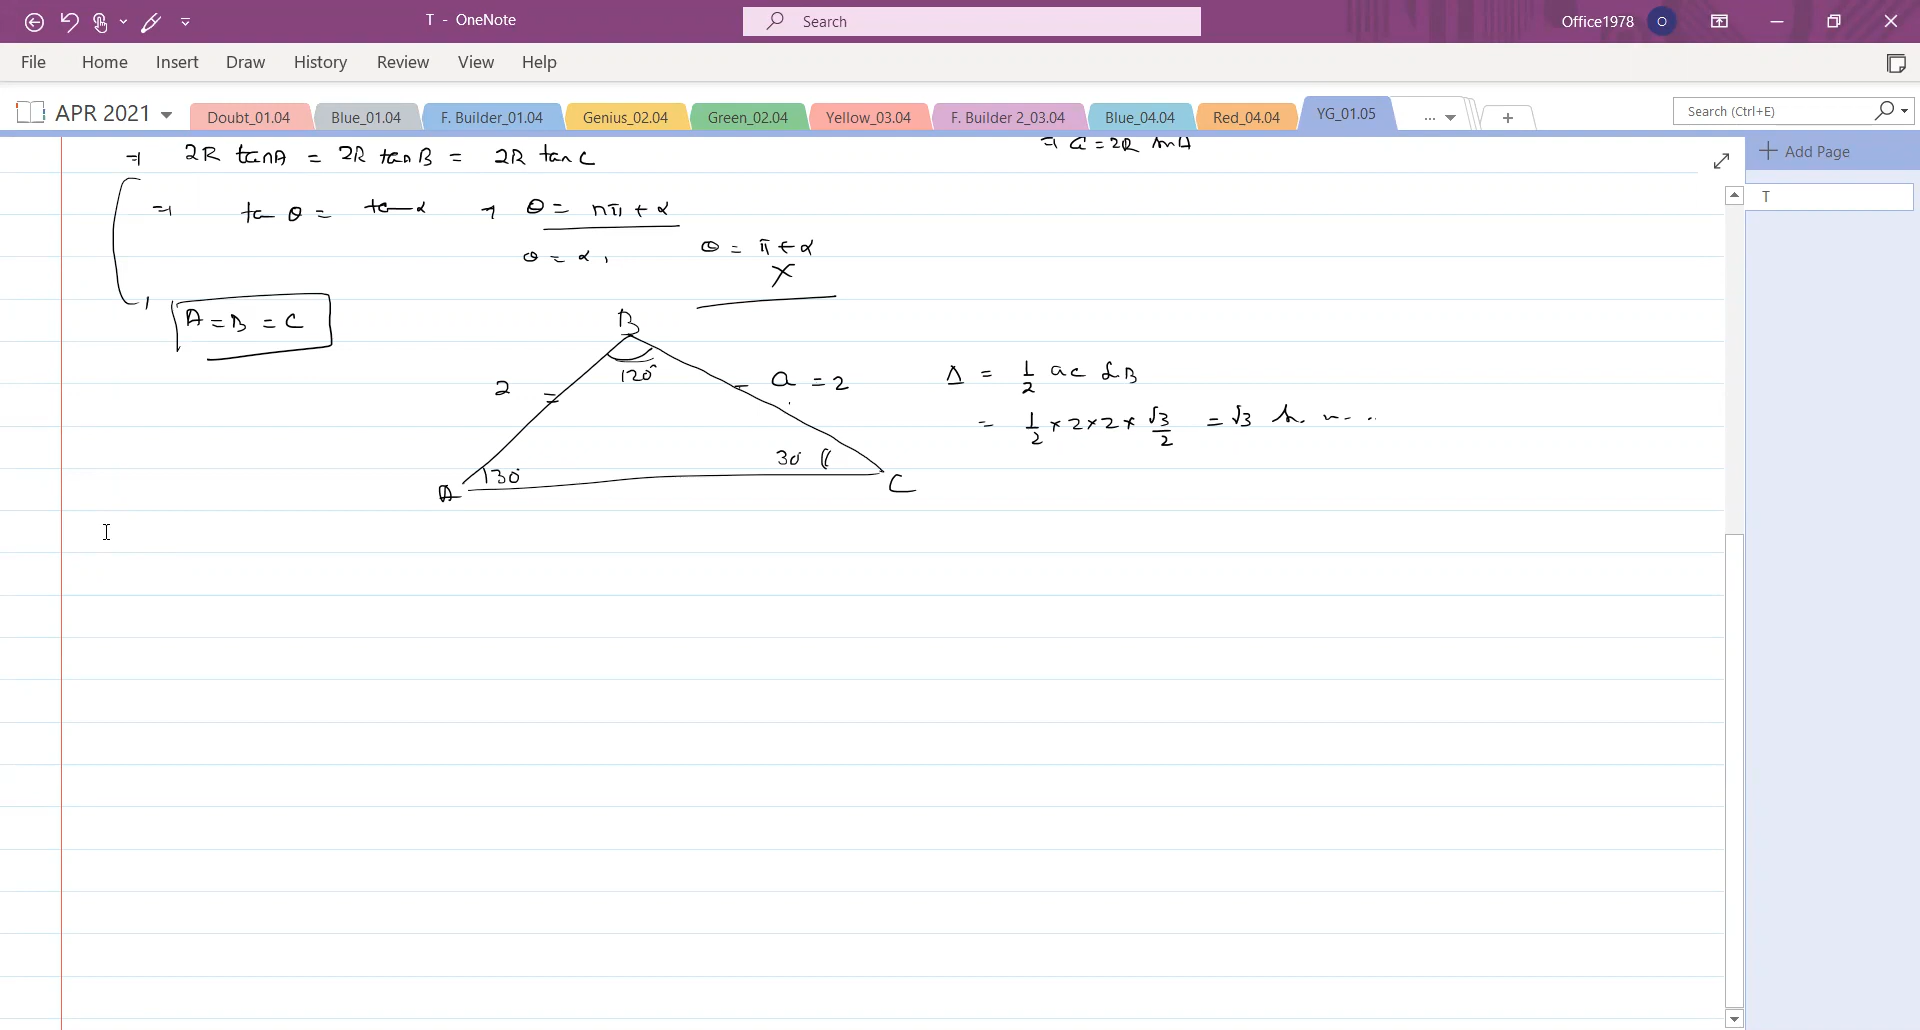 T - OneNote
Search
Office1978
O
File Home Insert Draw History Review View Help
APR 2021
Doubt_01.04 Blue_01.04 F. Builder_01.04 Genius_02.04 Green_02.04 Yellow_03.04 F. Builder 2_03.04 Blue_04.04 Red_04.04 YG_01.05 ... +
Search (Ctrl+E)
Add Page
T
⇒ 2R tanA = 2R tanB = 2R tanC
⇒ a = 2R sinA
⇒ tan θ = tan α → θ = nπ + α
θ = α, θ = π + α
X
A = B = C
B
120°
2
a = 2
30°
30°
A
C
Δ = 1/2 ac sin B
= 1/2 × 2 × 2 × √3/2 = √3